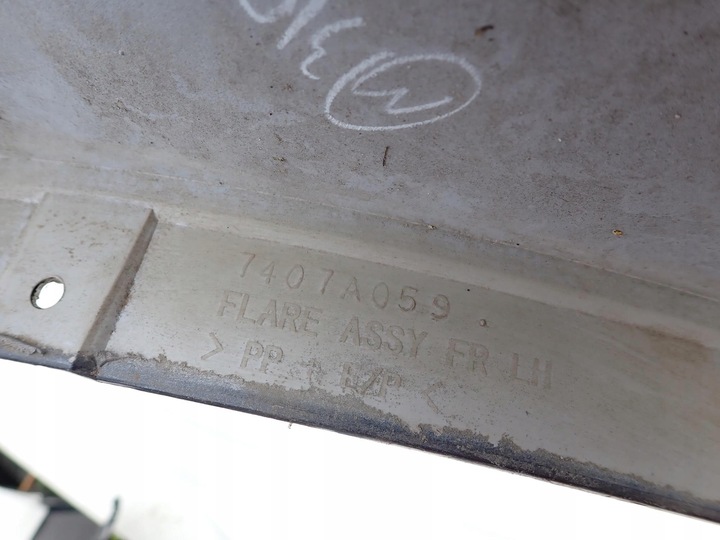 7407A059
FLARE ASSY FR LH
> PP + E/P <